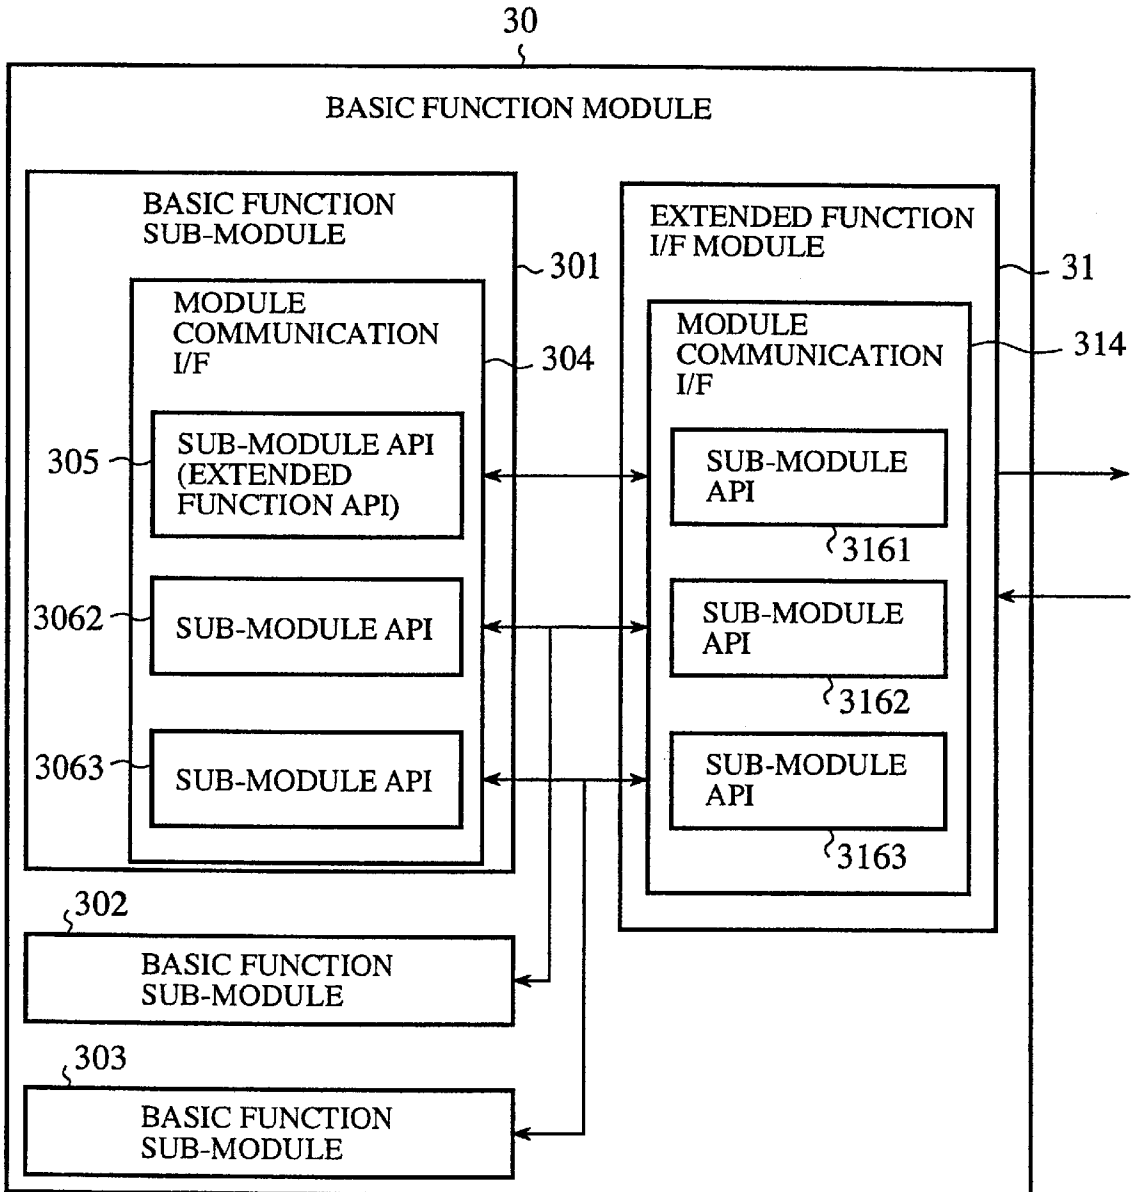 30
BASIC FUNCTION MODULE
BASIC FUNCTION
SUB-MODULE
301
MODULE
COMMUNICATION
I/F
304
305
SUB-MODULE API
(EXTENDED
FUNCTION API)
3062
SUB-MODULE API
3063
SUB-MODULE API
EXTENDED FUNCTION
I/F MODULE
31
MODULE
COMMUNICATION
I/F
314
SUB-MODULE
API
3161
SUB-MODULE
API
3162
SUB-MODULE
API
3163
302
BASIC FUNCTION
SUB-MODULE
303
BASIC FUNCTION
SUB-MODULE